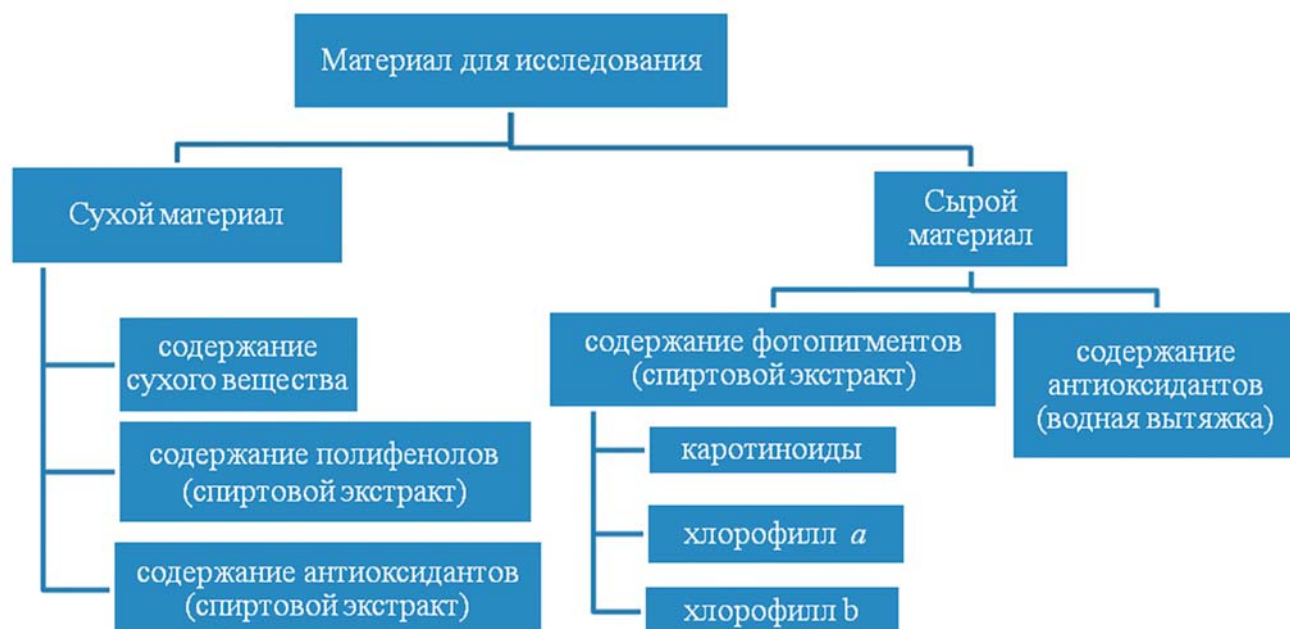 Материал для исследования
Сухой материал
содержание
сухого вещества
содержание полифенолов
(спиртовой экстракт)
содержание антиоксидантов
(спиртовой экстракт)
Сырой
материал
содержание фотопигментов
(спиртовой экстракт)
каротиноиды
хлорофилл a
хлорофилл b
содержание
антиоксидантов
(водная вытяжка)